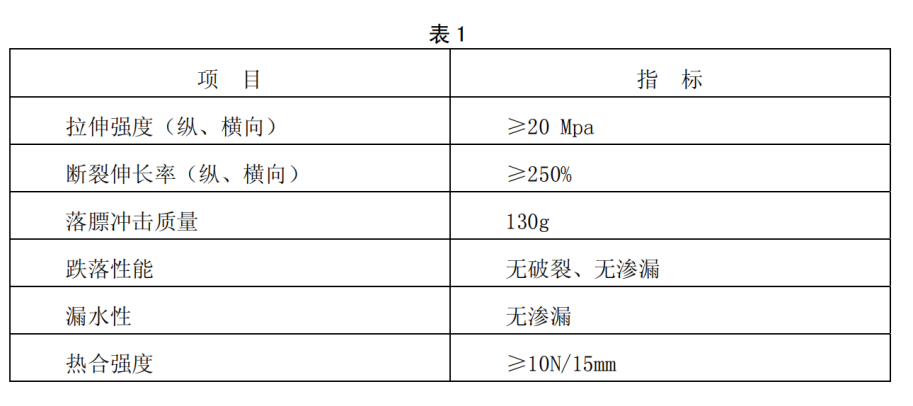 表 1
项 目 指 标
拉伸强度（纵、横向） ≥20 Mpa
断裂伸长率（纵、横向） ≥250%
落膘冲击质量 130g
跌落性能 无破裂、无渗漏
漏水性 无渗漏
热合强度 ≥10N/15mm